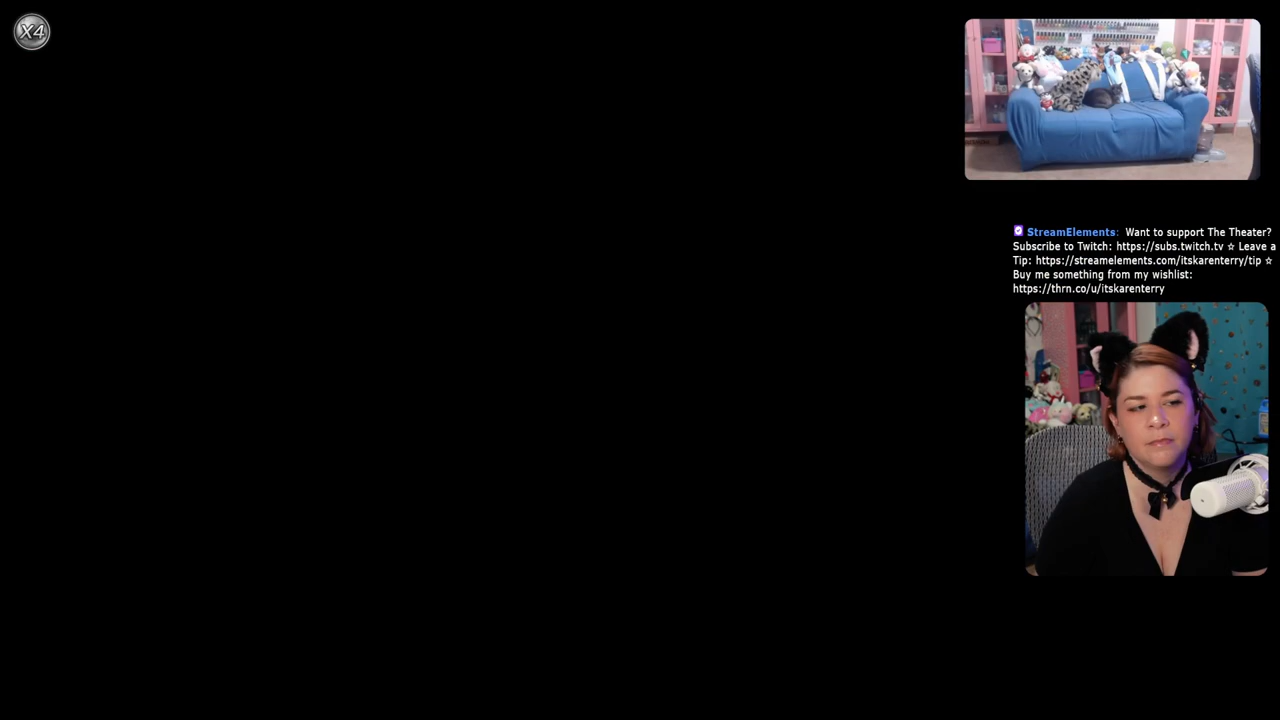 X4
StreamElements: Want to support The Theater?
Subscribe to Twitch: https://subs.twitch.tv ☆ Leave a
Tip: https://streamelements.com/itskarenterry/tip ☆
Buy me something from my wishlist:
https://thrn.co/u/itskarenterry